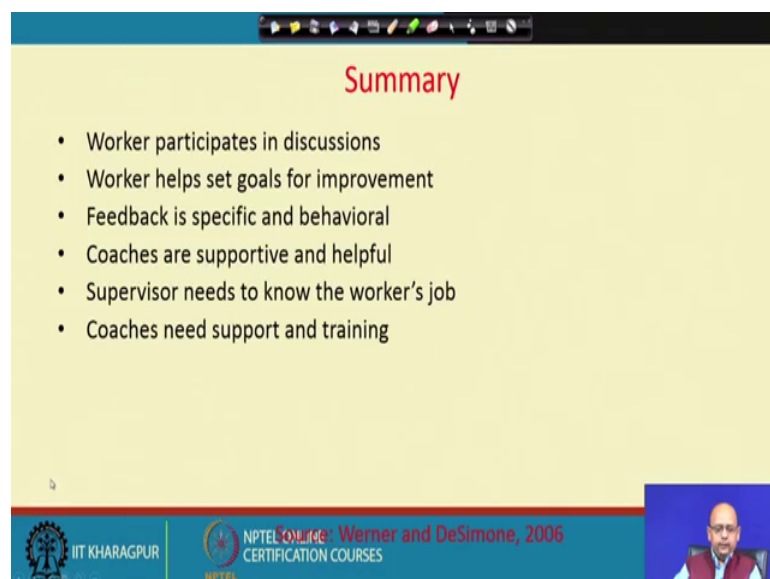 Summary
• Worker participates in discussions
• Worker helps set goals for improvement
• Feedback is specific and behavioral
• Coaches are supportive and helpful
• Supervisor needs to know the worker's job
• Coaches need support and training
Source: Werner and DeSimone, 2006
IIT KHARAGPUR
NPTEL ONLINE
CERTIFICATION COURSES
NPTEL